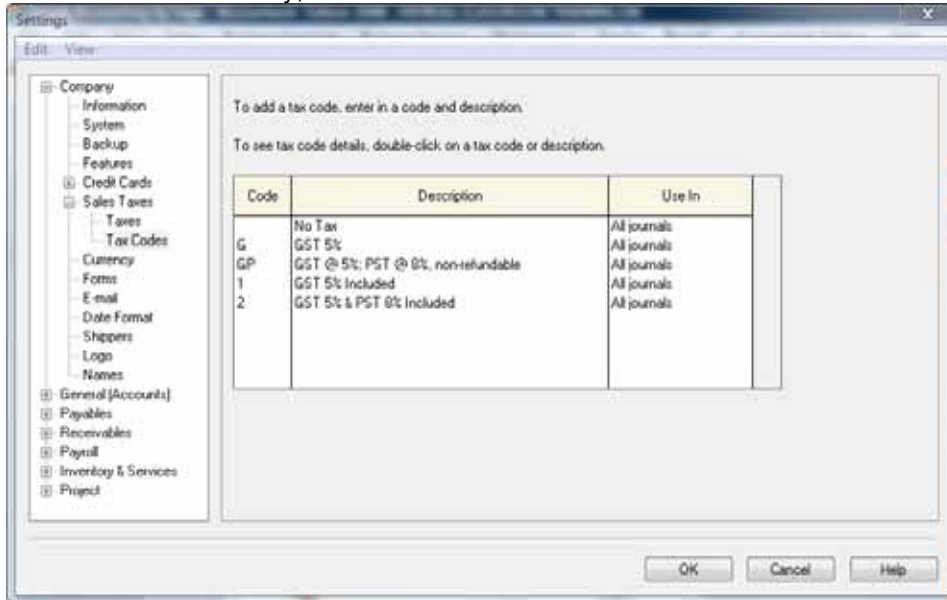 Settings
Edit View
Company
Information
System
Backup
Features
Credit Cards
Sales Taxes
Taxes
Tax Codes
Currency
Forms
E-mail
Date Format
Shippers
Logo
Names
General (Accounts)
Payables
Receivables
Payroll
Inventory & Services
Project
To add a tax code, enter in a code and description.
To see tax code details, double-click on a tax code or description.
Code Description Use In
No Tax All journals
G GST 5% All journals
GP GST @ 5%; PST @ 8%, non-refundable All journals
1 GST 5% Included All journals
2 GST 5% & PST 8% Included All journals
OK Cancel Help